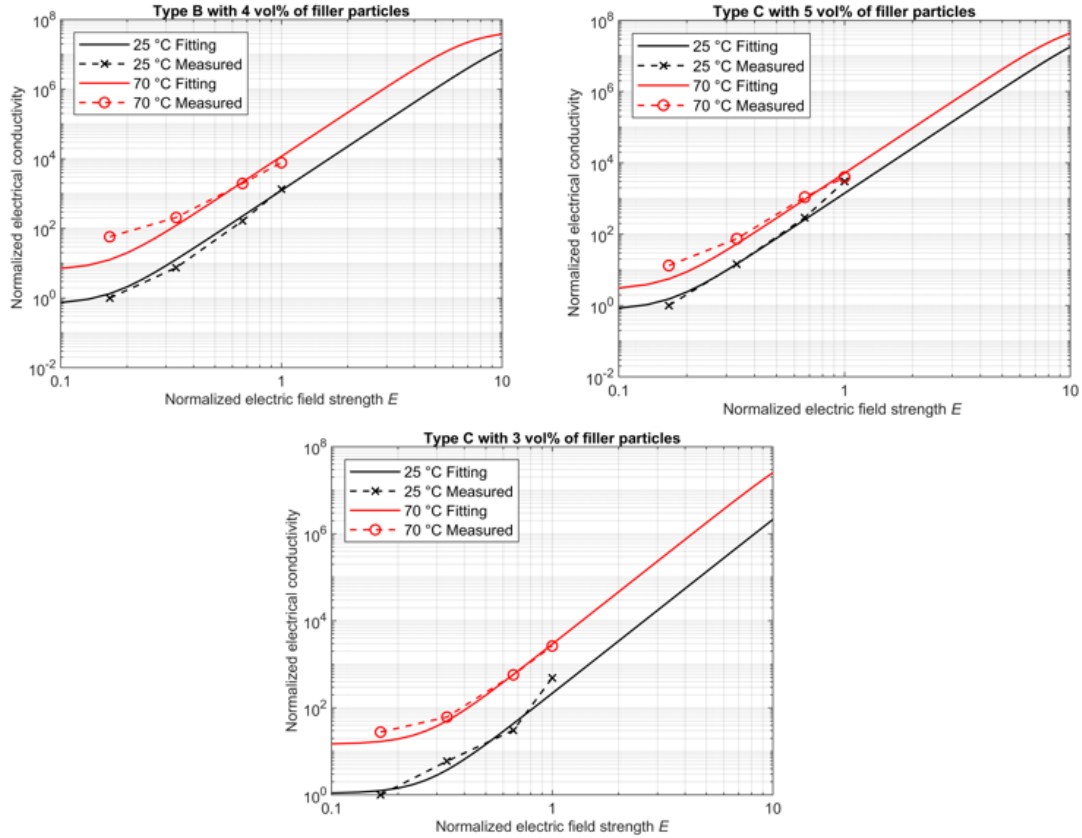 Type B with 4 vol% of filler particles
25 °C Fitting
25 °C Measured
70 °C Fitting
70 °C Measured
Normalized electrical conductivity
10^8
10^6
10^4
10^2
10^0
10^-2
0.1
1
10
Normalized electric field strength E
Type C with 5 vol% of filler particles
25 °C Fitting
25 °C Measured
70 °C Fitting
70 °C Measured
Normalized electrical conductivity
10^8
10^6
10^4
10^2
10^0
10^-2
0.1
1
10
Normalized electric field strength E
Type C with 3 vol% of filler particles
25 °C Fitting
25 °C Measured
70 °C Fitting
70 °C Measured
Normalized electrical conductivity
10^8
10^6
10^4
10^2
10^0
0.1
1
10
Normalized electric field strength E